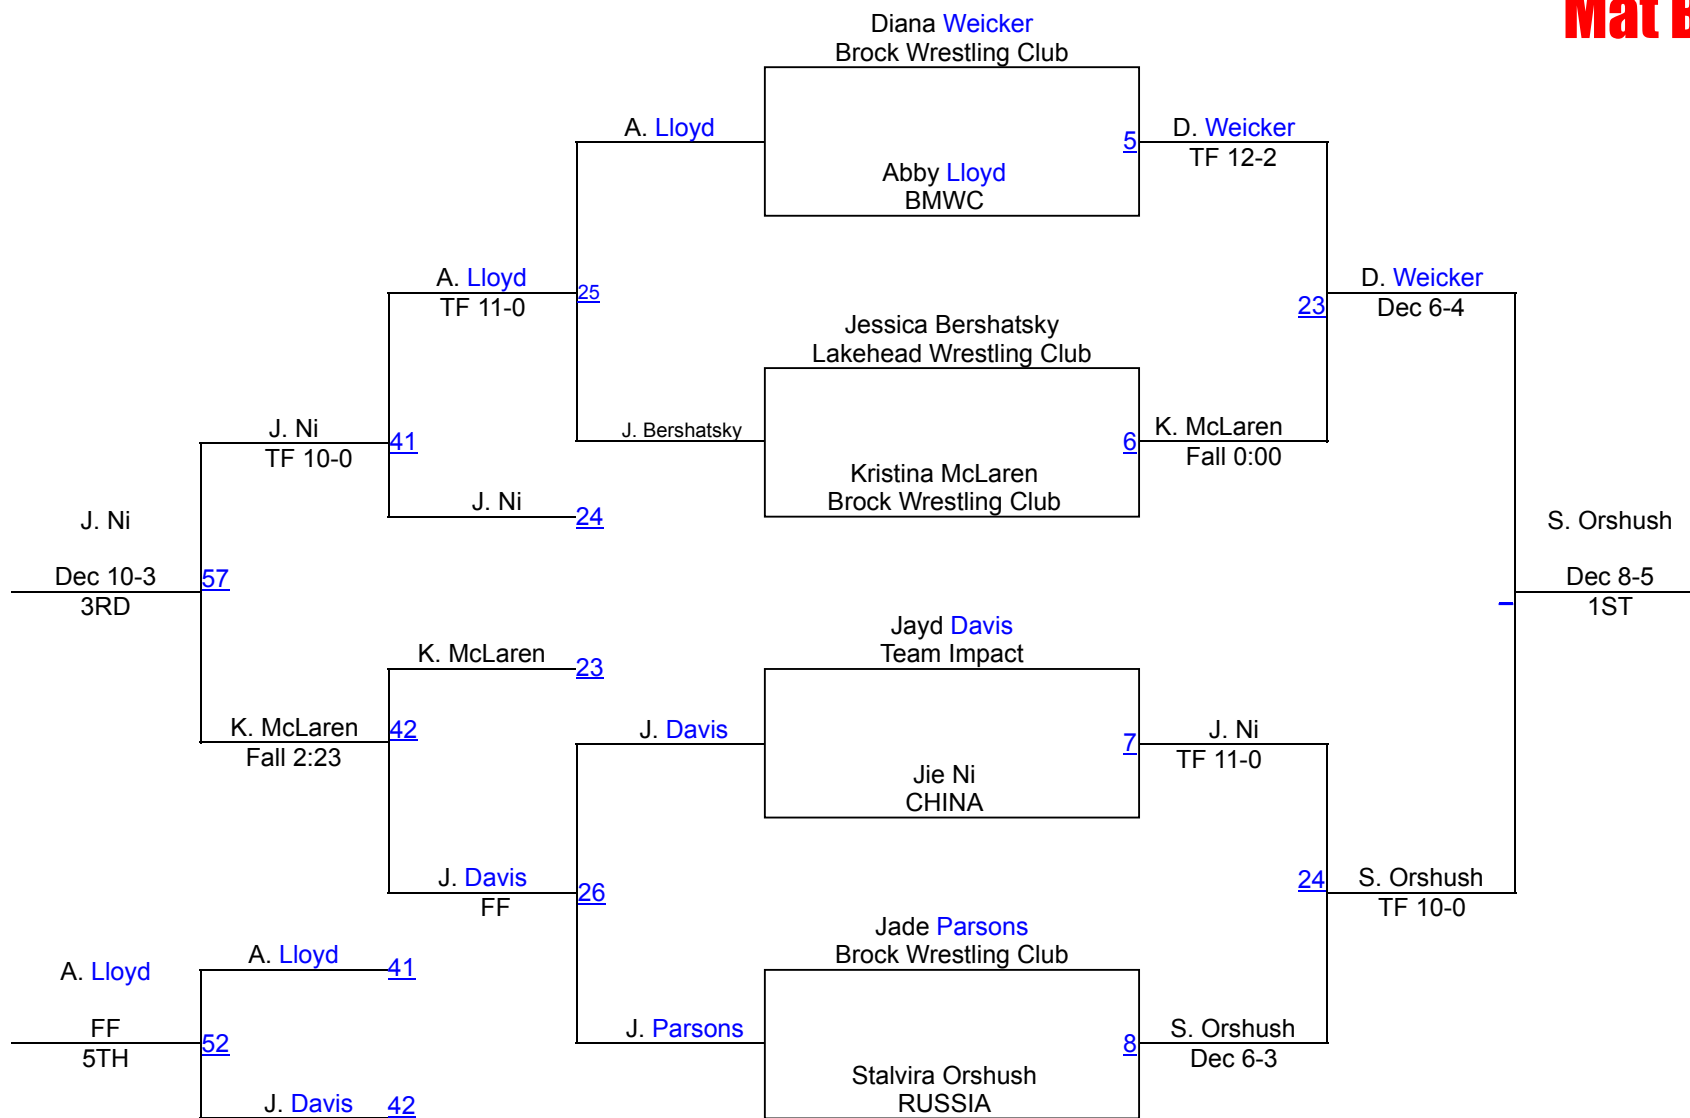 Mat B
Diana Weicker
Brock Wrestling Club
A. Lloyd
5
D. Weicker
TF 12-2
Abby Lloyd
BMWC
A. Lloyd
TF 11-0
25
D. Weicker
Dec 6-4
23
Jessica Bershatsky
Lakehead Wrestling Club
J. Ni
TF 10-0
41
J. Bershatsky
6
K. McLaren
Fall 0:00
Kristina McLaren
Brock Wrestling Club
J. Ni
24
J. Ni
Dec 10-3
3RD
57
S. Orshush
Dec 8-5
1ST
Jayd Davis
Team Impact
K. McLaren
23
K. McLaren
Fall 2:23
42
J. Davis
7
J. Ni
TF 11-0
Jie Ni
CHINA
J. Davis
FF
26
24
S. Orshush
TF 10-0
Jade Parsons
Brock Wrestling Club
A. Lloyd
41
A. Lloyd
FF
5TH
52
J. Parsons
8
S. Orshush
Dec 6-3
Stalvira Orshush
RUSSIA
J. Davis
42